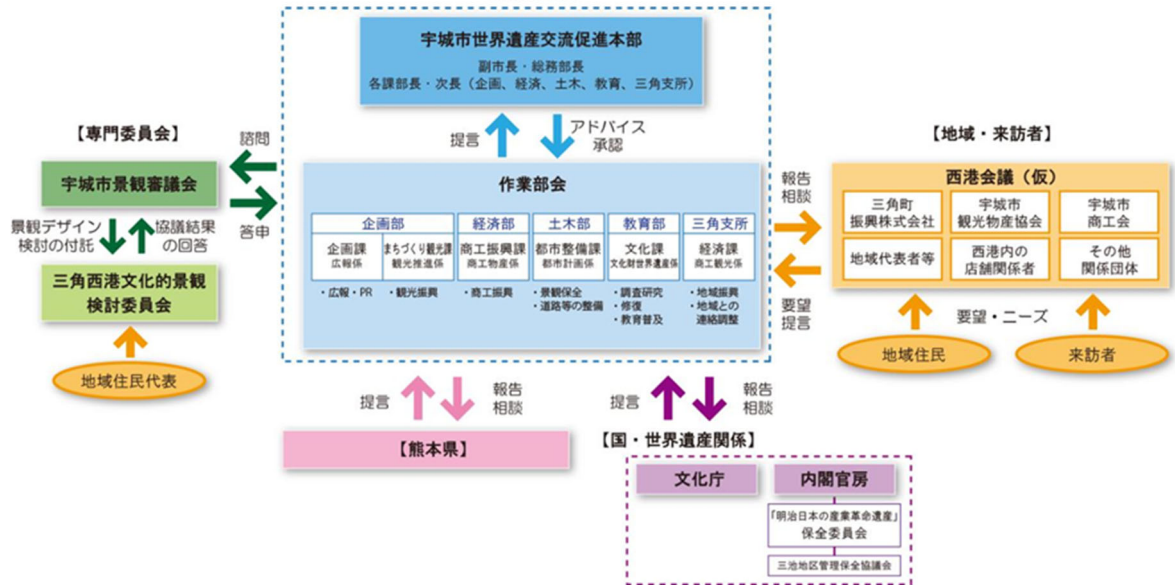 宇城市世界遺産交流促進本部
副市長・総務部長
各課部長・次長（企画、経済、土木、教育、三角支所）
提言
アドバイス
承認
【専門委員会】
宇城市景観審議会
諮問
答申
景観デザイン
検討の付託
協議結果
の回答
三角西港文化的景観
検討委員会
地域住民代表
作業部会
企画部
経済部
土木部
教育部
三角支所
企画課
広報係
まちづくり観光課
観光推進係
商工振興課
商工物産係
都市整備課
都市計画係
文化課
文化財世界遺産係
経済課
商工観光係
・広報・PR
・観光振興
・商工振興
・景観保全
・道路等の整備
・調査研究
・修復
・教育普及
・地域振興
・地域との
連絡調整
報告
相談
要望
提言
【地域・来訪者】
西港会議（仮）
三角町
振興株式会社
宇城市
観光物産協会
宇城市
商工会
地域代表者等
西港内の
店舗関係者
その他
関係団体
要望・ニーズ
地域住民
来訪者
提言
報告
相談
【熊本県】
提言
報告
相談
【国・世界遺産関係】
文化庁
内閣官房
「明治日本の産業革命遺産」
保全委員会
三池地区管理保全協議会